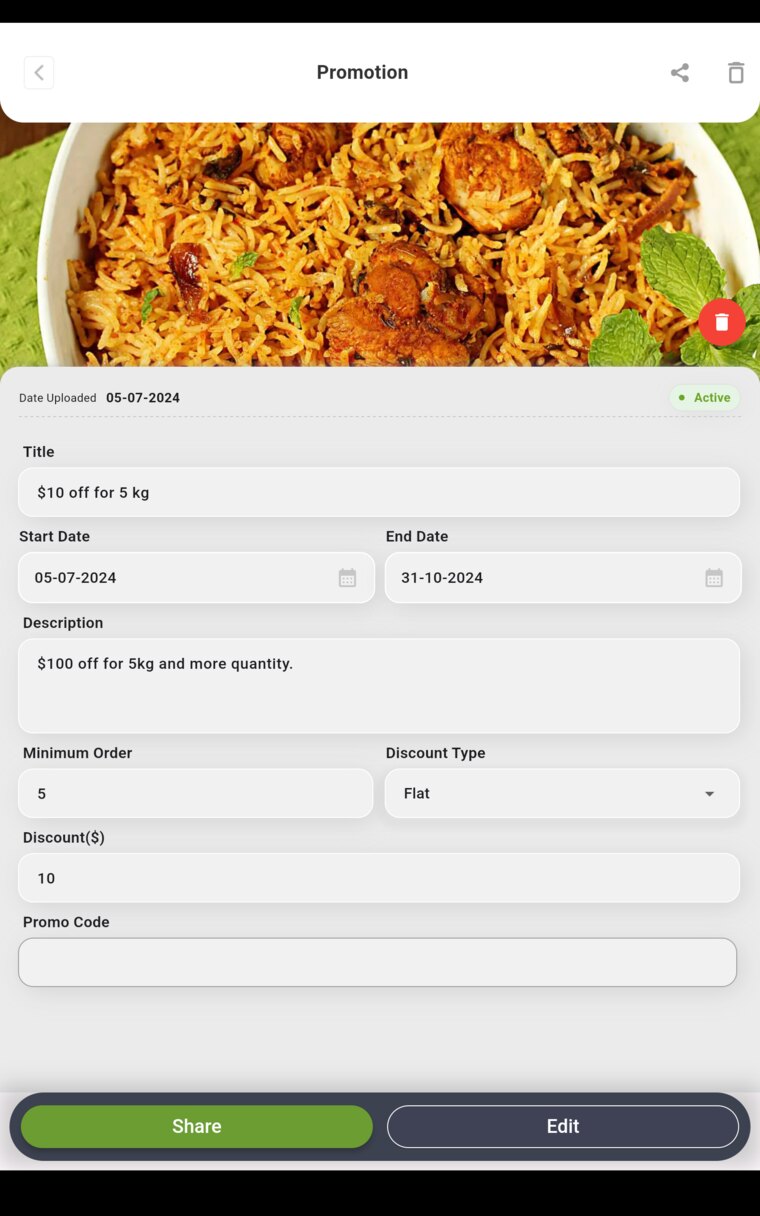 Promotion
Date Uploaded 05-07-2024
Active
Title
$10 off for 5 kg
Start Date End Date
05-07-2024 31-10-2024
Description
$100 off for 5kg and more quantity.
Minimum Order Discount Type
5 Flat
Discount($)
10
Promo Code
Share Edit